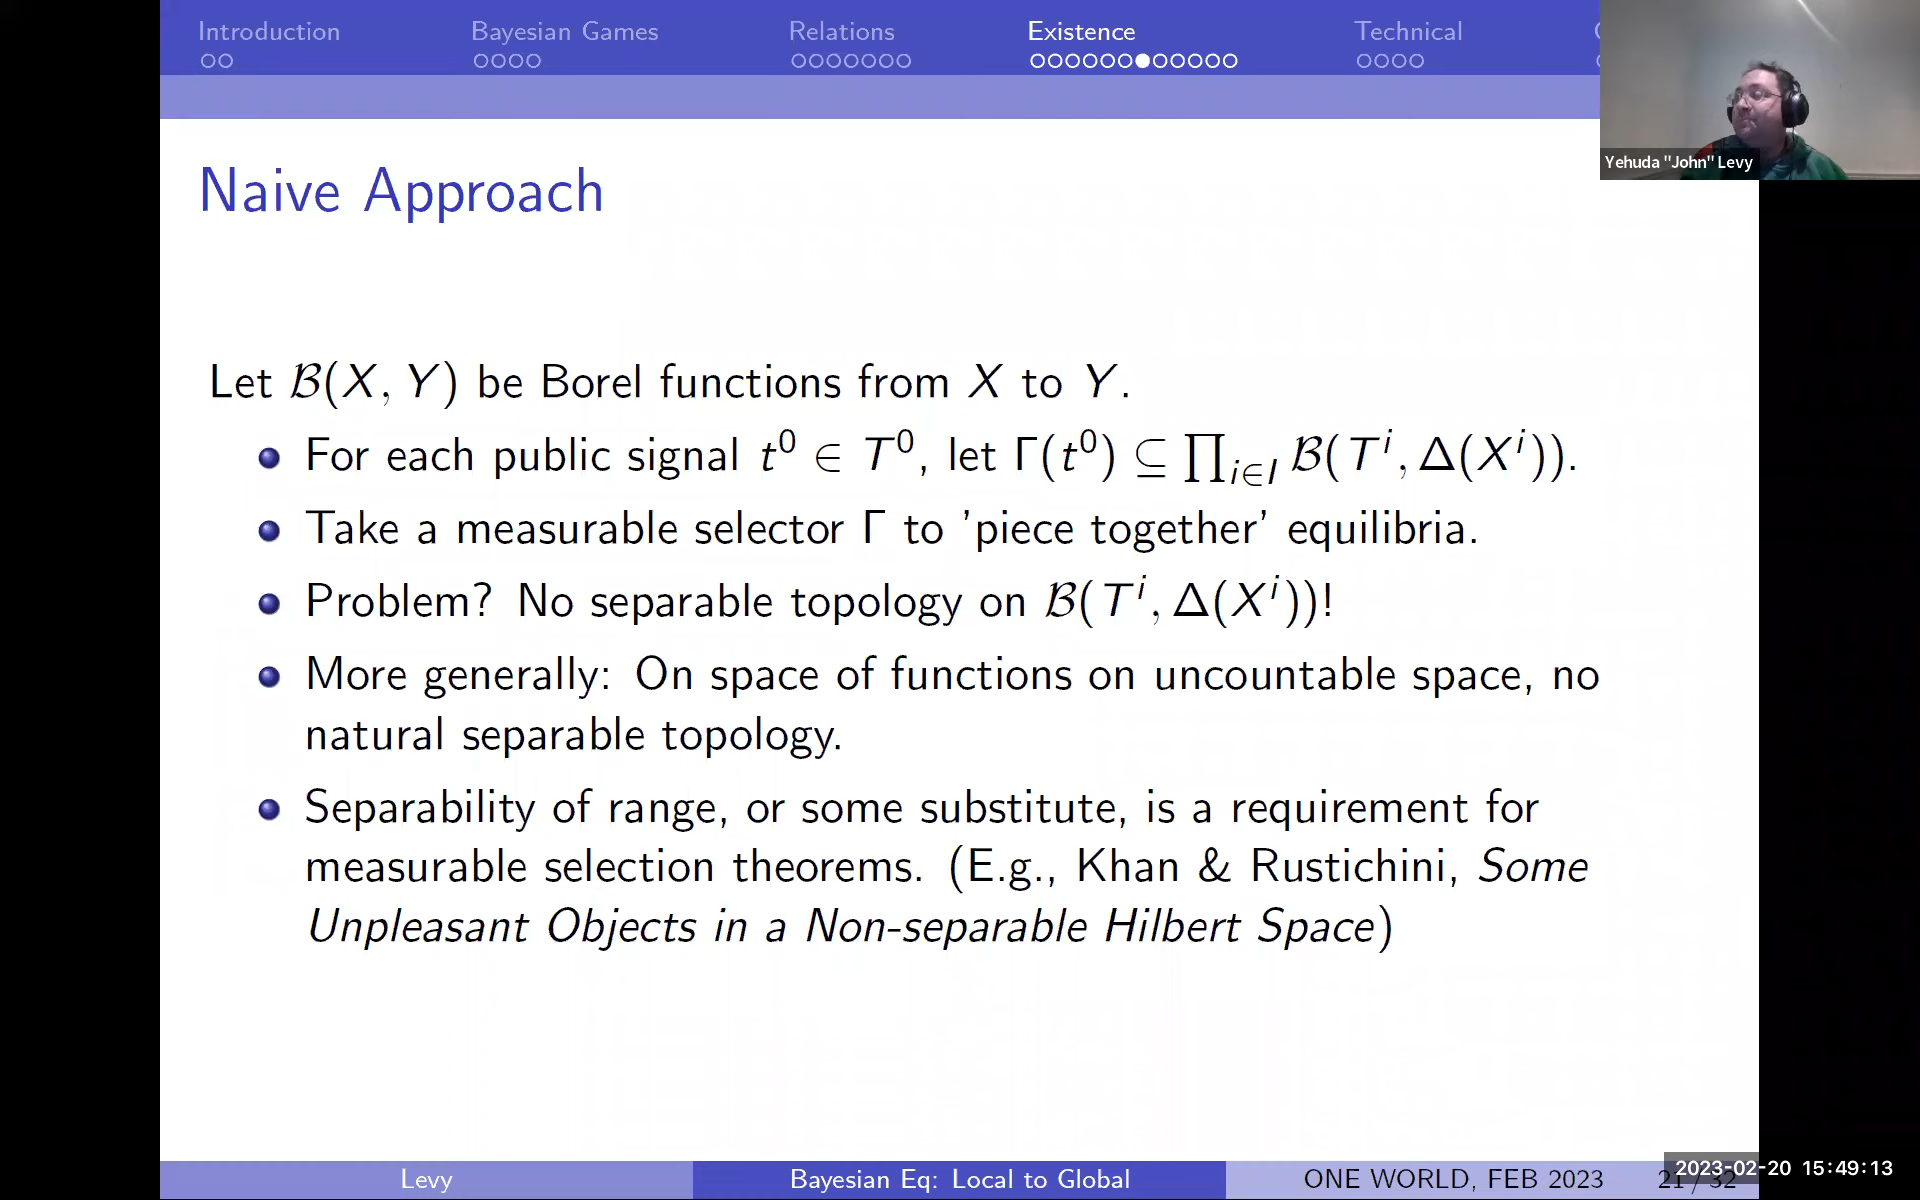 Introduction Bayesian Games Relations Existence Technical
Yehuda "John" Levy
Naive Approach
Let ℬ(X, Y) be Borel functions from X to Y.
For each public signal t⁰ ∈ T⁰, let Γ(t⁰) ⊆ ∏_{i∈I} ℬ(Tⁱ, Δ(Xⁱ)).
Take a measurable selector Γ to 'piece together' equilibria.
Problem? No separable topology on ℬ(Tⁱ, Δ(Xⁱ))!
More generally: On space of functions on uncountable space, no
natural separable topology.
Separability of range, or some substitute, is a requirement for
measurable selection theorems. (E.g., Khan & Rustichini, Some
Unpleasant Objects in a Non-separable Hilbert Space)
Levy Bayesian Eq: Local to Global ONE WORLD, FEB 2023 21 / 32
2023-02-20 15:49:13